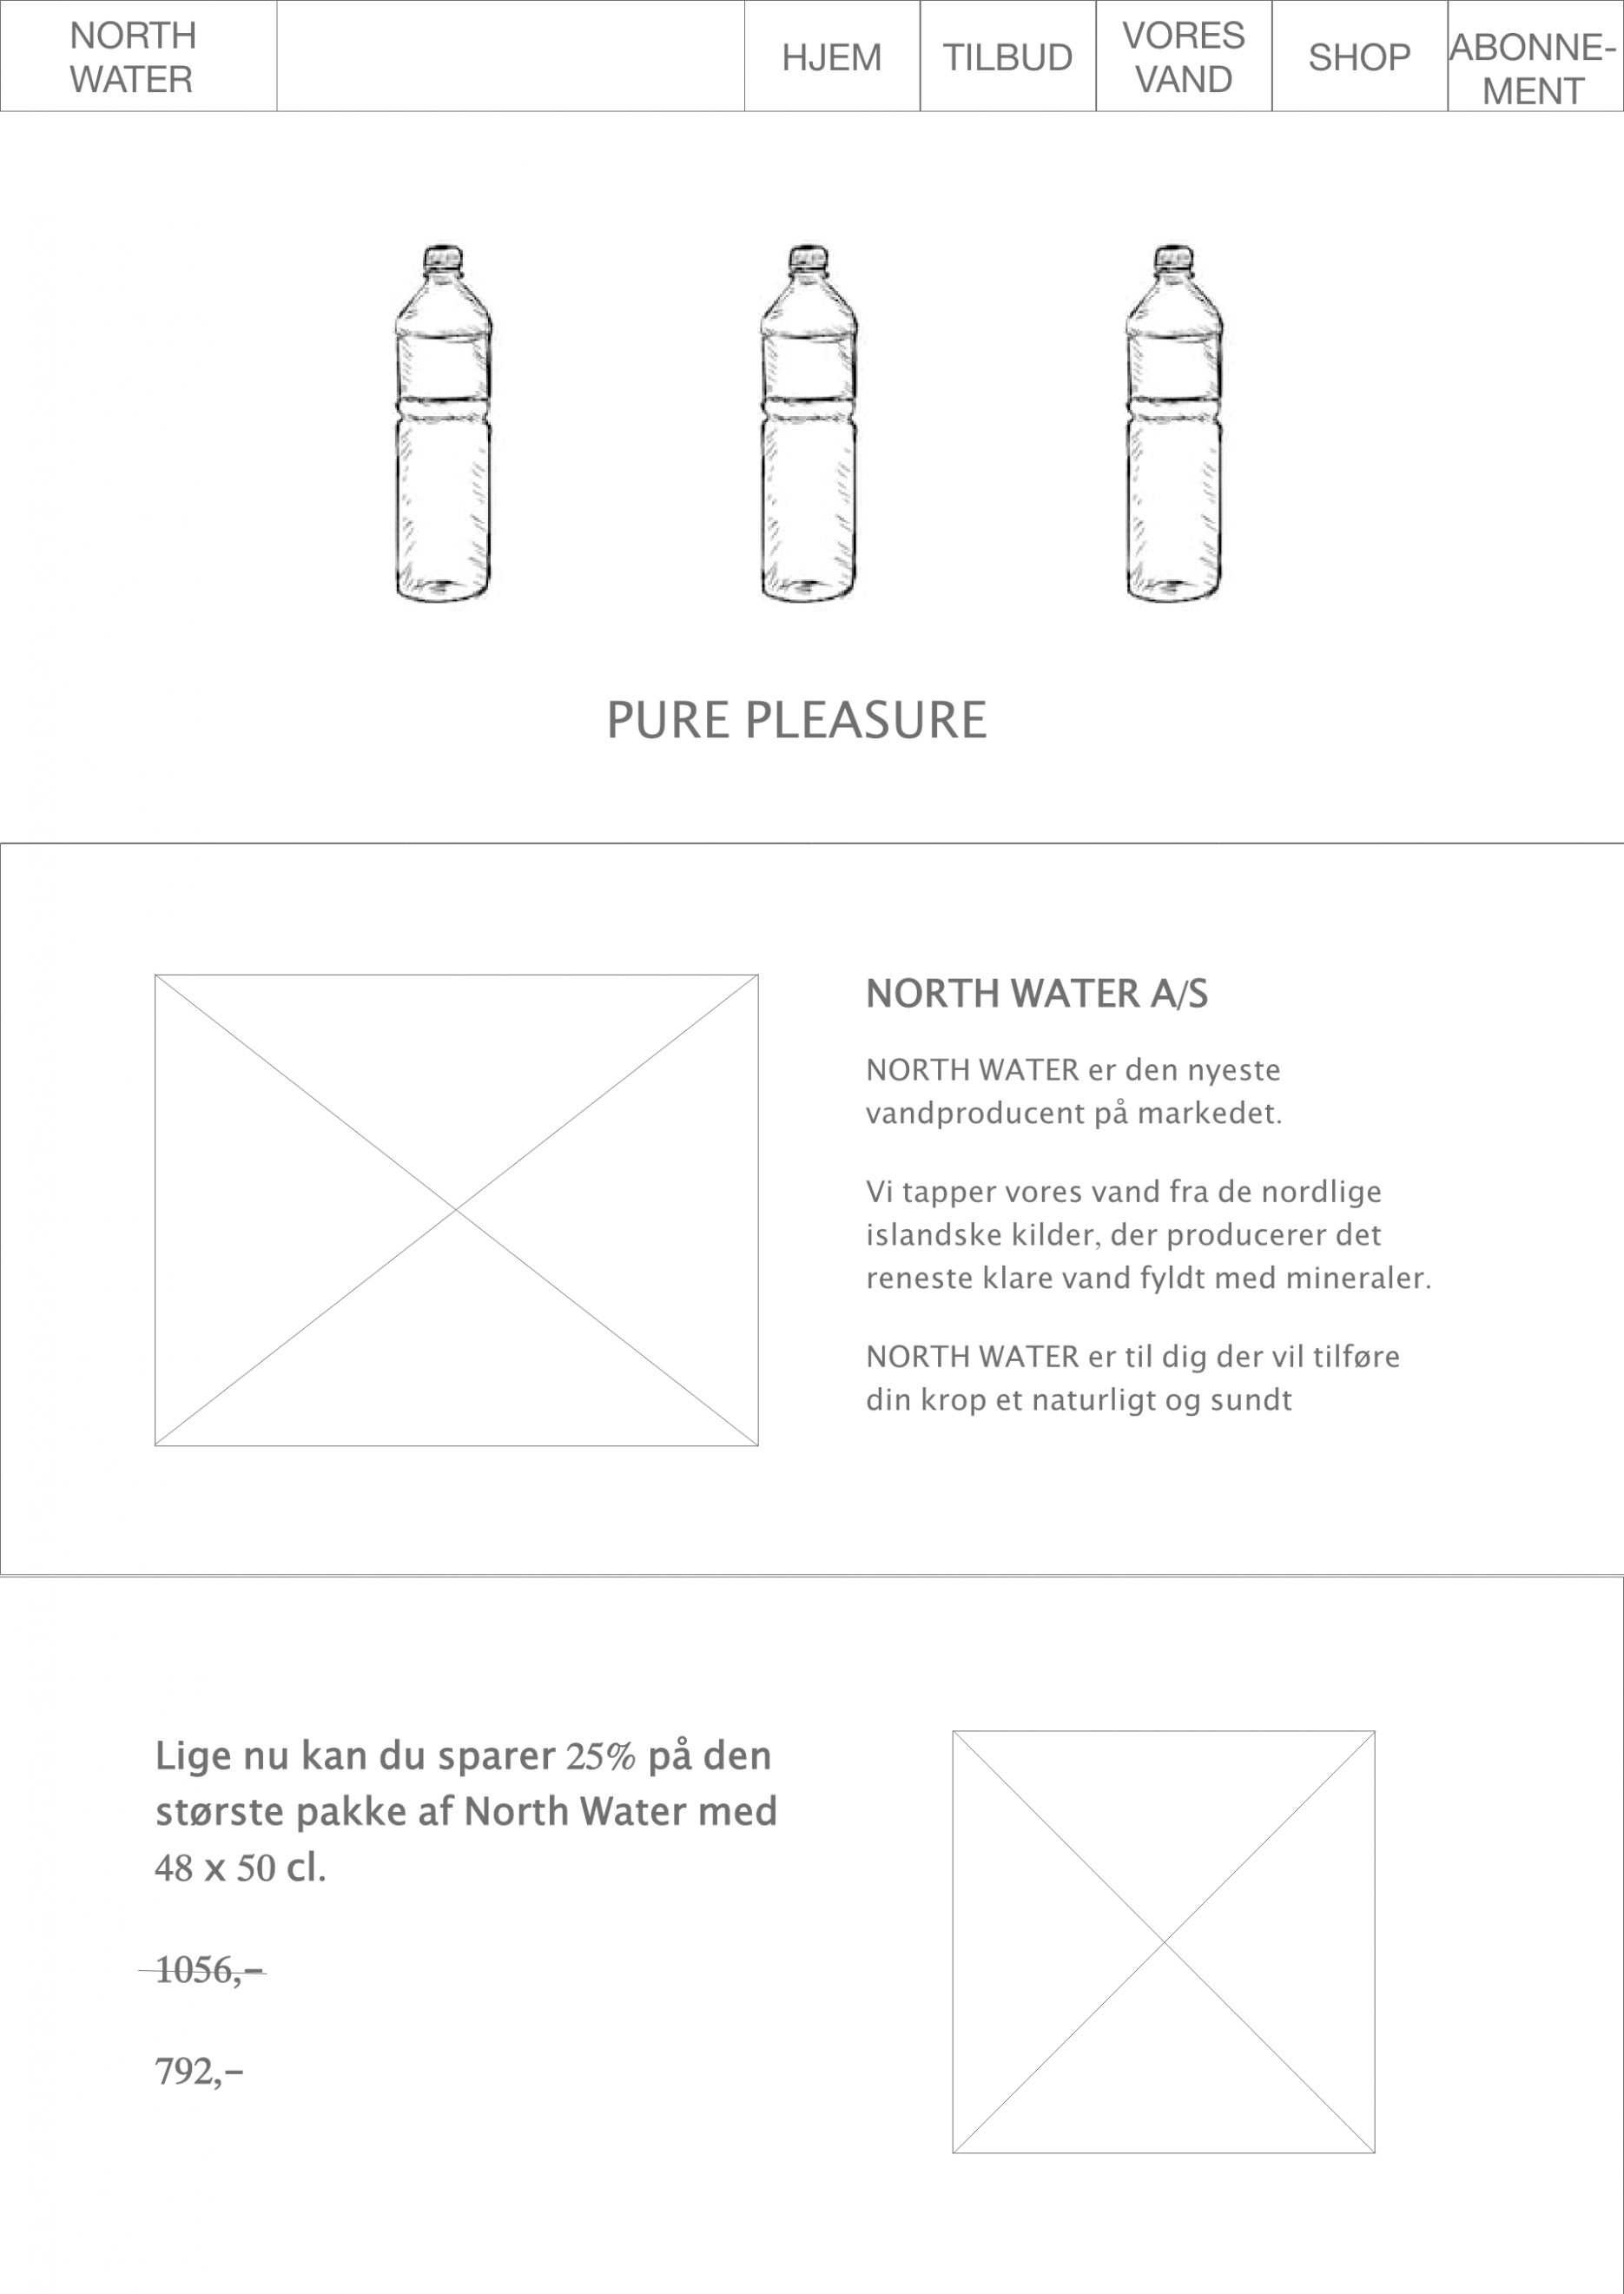 NORTH
WATER
HJEM
TILBUD
VORES
VAND
SHOP
ABONNE-
MENT
PURE PLEASURE
NORTH WATER A/S
NORTH WATER er den nyeste
vandproducent på markedet.
Vi tapper vores vand fra de nordlige
islandske kilder, der producerer det
reneste klare vand fyldt med mineraler.
NORTH WATER er til dig der vil tilføre
din krop et naturligt og sundt
Lige nu kan du sparer 25% på den
største pakke af North Water med
48 x 50 cl.
1056,–
792,–